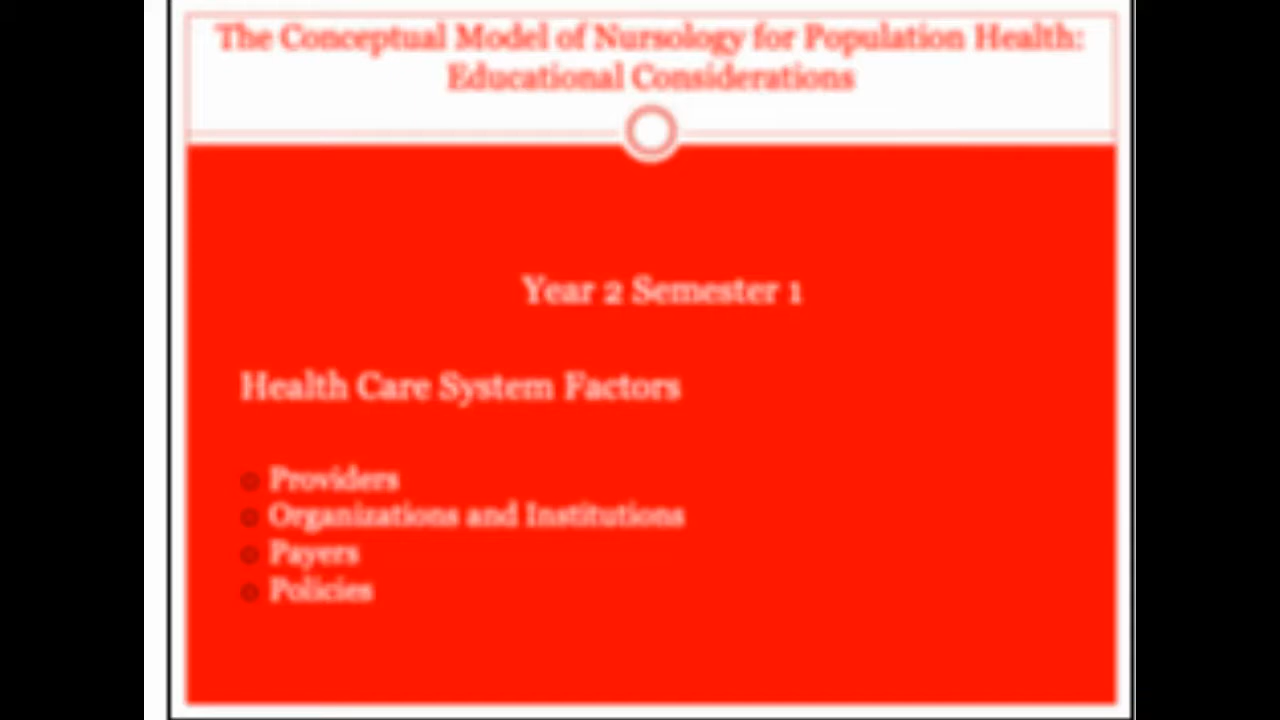 The Conceptual Model of Nursology for Population Health:
Educational Considerations
Year 2 Semester 1
Health Care System Factors
Providers
Organizations and Institutions
Payers
Policies